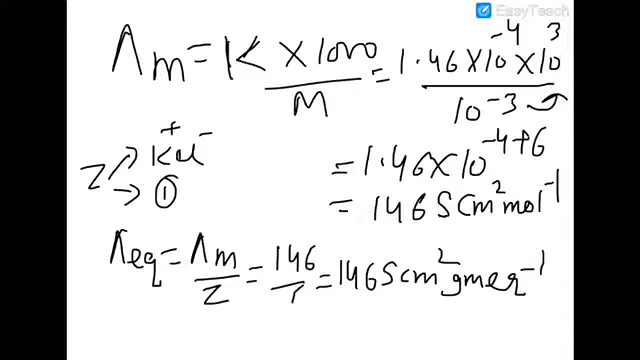 EasyTeach
Λm = K × 1000 / M = 1.46 × 10^-4 × 10^3 / 10^-3
= 1.46 × 10^-4+6
= 146 S cm^2 mol^-1
Z → K^+Cl^-
→ ①
Λeq = Λm / Z = 146 / 1 = 146 S cm^2 gmeq^-1